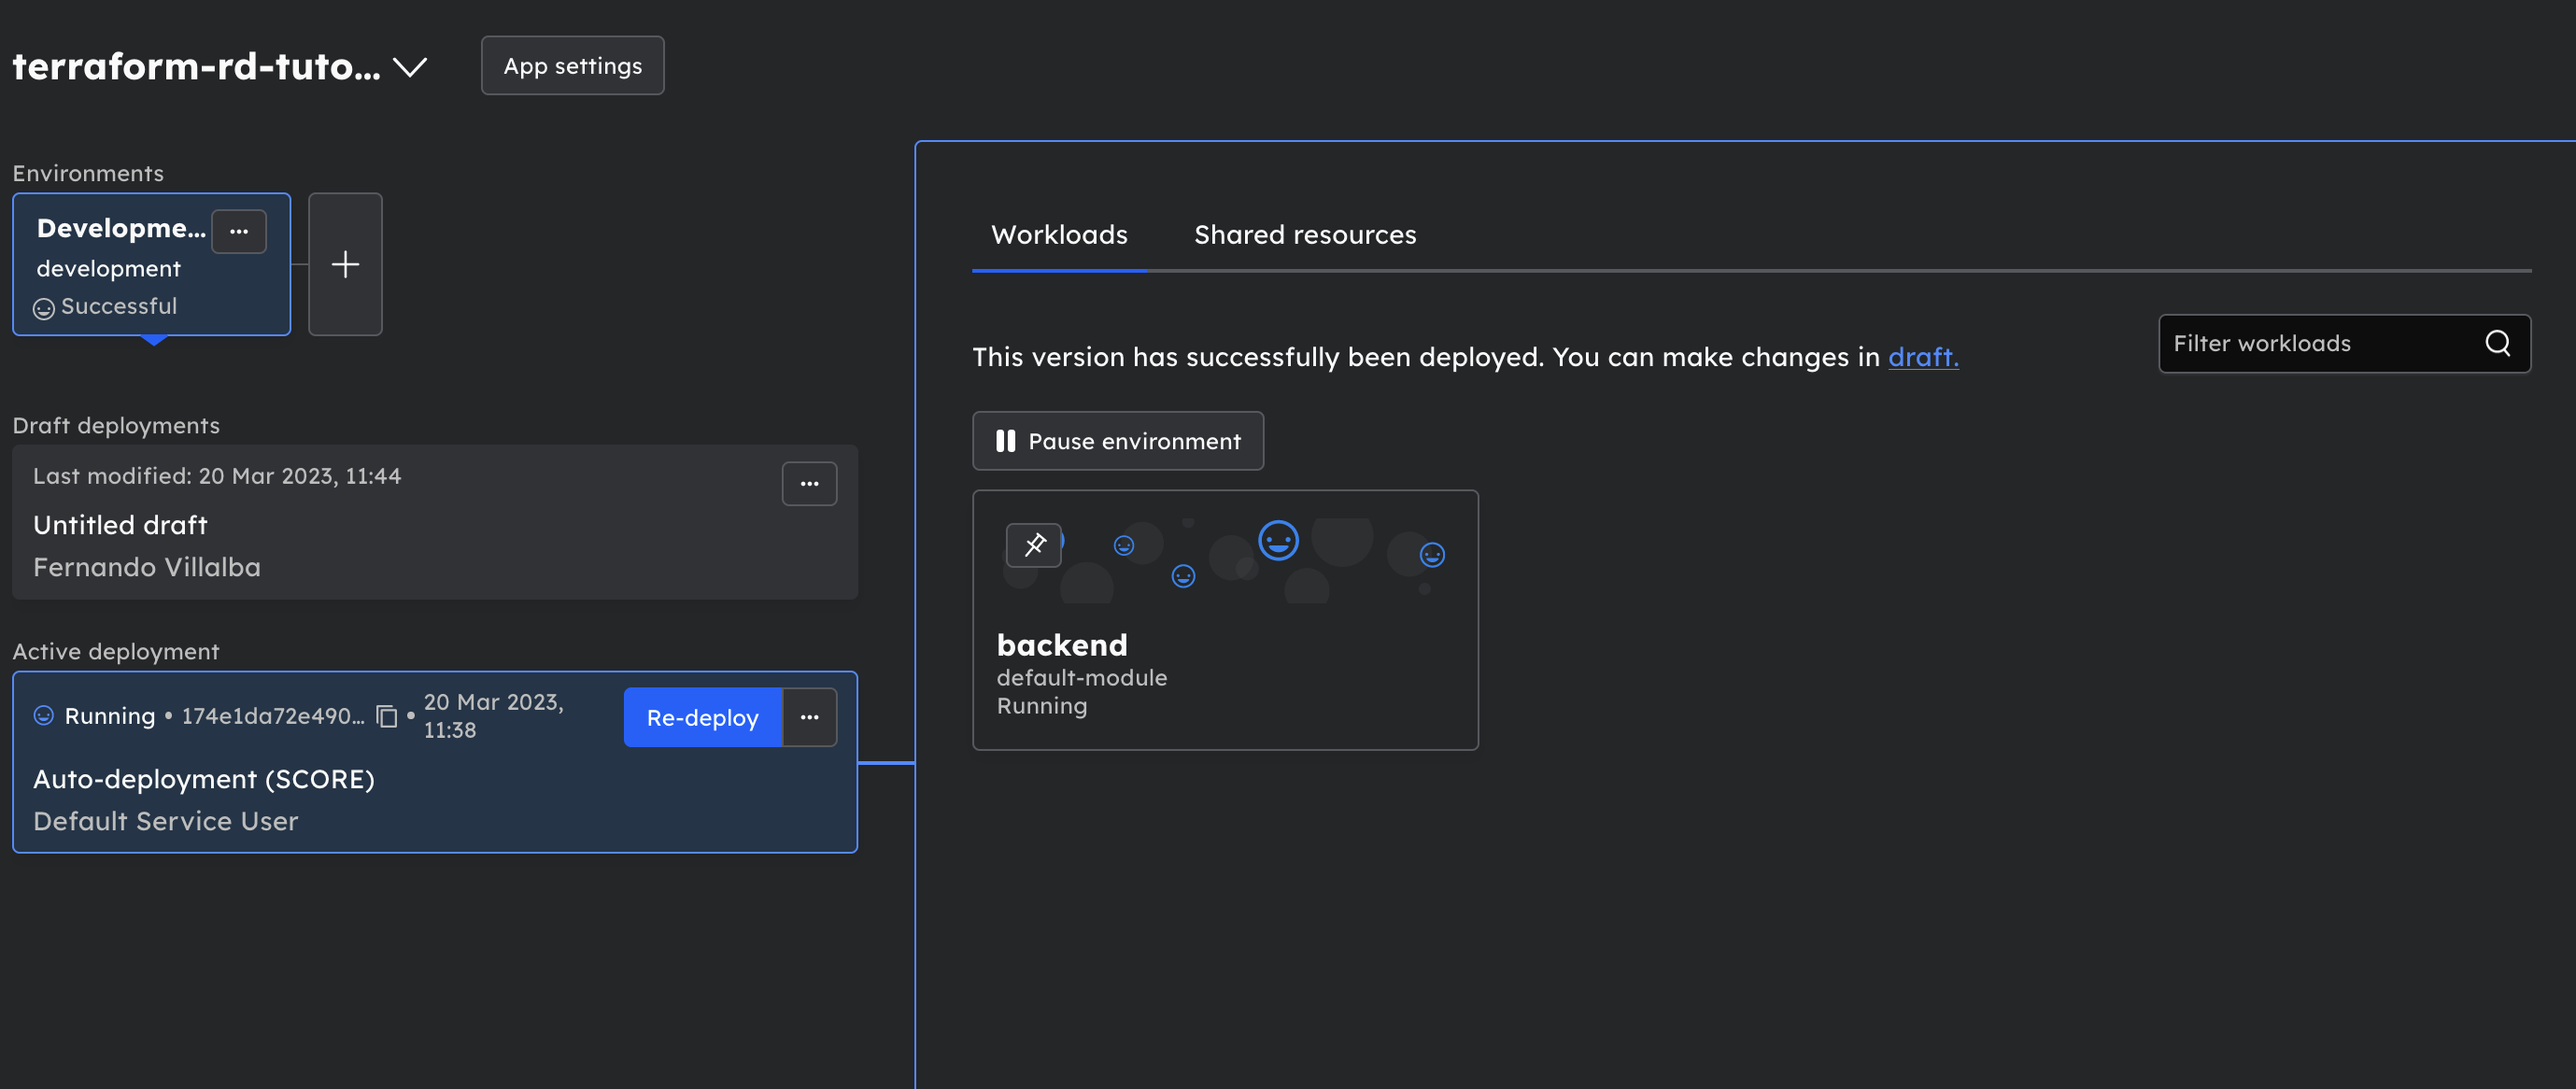 terraform-rd-tuto...
App settings
Environments
Developme...
development
Successful
Draft deployments
Last modified: 20 Mar 2023, 11:44
Untitled draft
Fernando Villalba
Active deployment
Running • 174e1da72e490... • 20 Mar 2023,
11:38
Re-deploy
Auto-deployment (SCORE)
Default Service User
Workloads
Shared resources
This version has successfully been deployed. You can make changes in draft.
Filter workloads
Pause environment
backend
default-module
Running